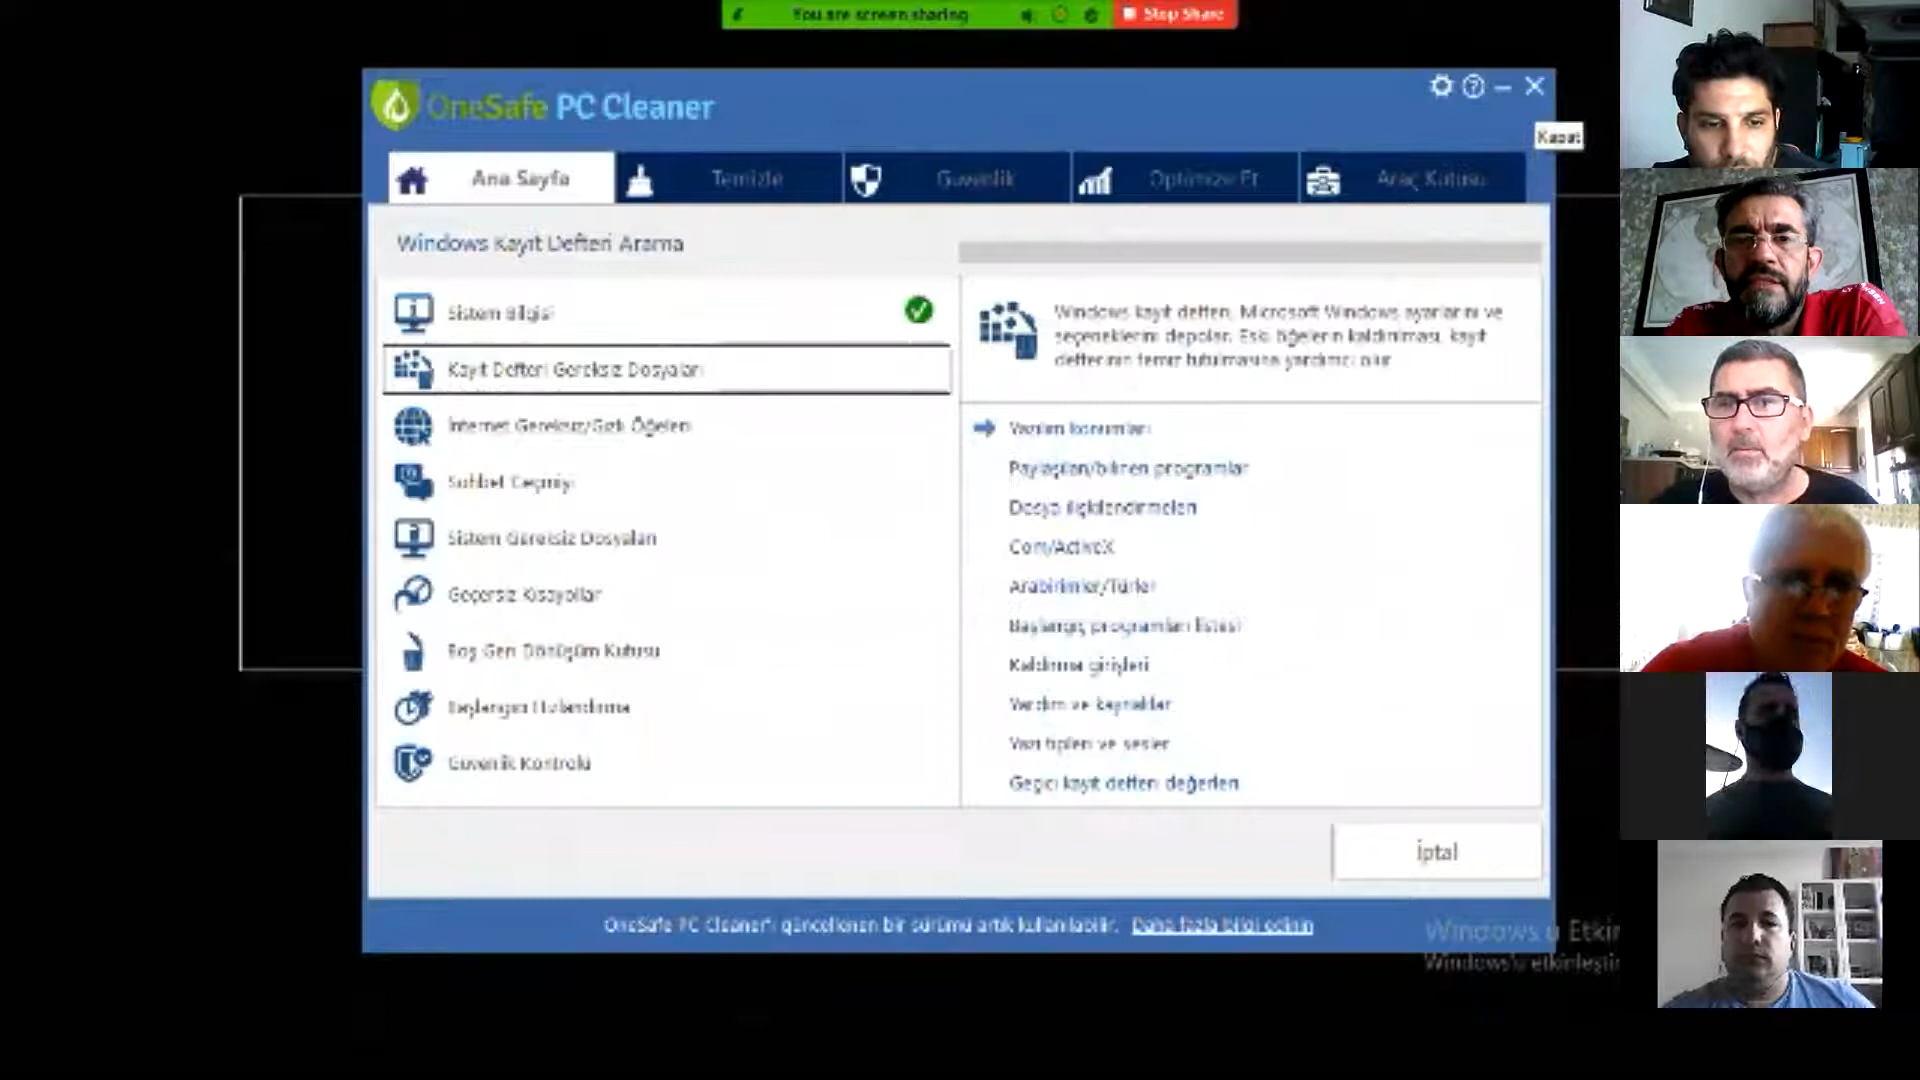 You are screen sharing
Stop Share
OneSafe PC Cleaner
Kapat
Ana Sayfa
Temizle
Güvenlik
Optimize Et
Araç Kutusu
Windows Kayıt Defteri Arama
Sistem Bilgisi
Kayıt Defteri Gereksiz Dosyaları
İnternet Gereksiz/Gizli Öğeleri
Sohbet Geçmişi
Sistem Gereksiz Dosyaları
Geçersiz Kısayollar
Boş Geri Dönüşüm Kutusu
Başlangıcı Hızlandırma
Güvenlik Kontrolü
Windows kayıt defteri, Microsoft Windows ayarlarını ve
seçeneklerini depolar. Eski öğelerin kaldırılması, kayıt
defterinin temiz tutulmasına yardımcı olur.
Yazılım konumları
Paylaşılan/bilinen programlar
Dosya ilişkilendirmeleri
Com/ActiveX
Arabirimler/Türler
Başlangıç programları listesi
Kaldırma girişleri
Yardım ve kaynaklar
Yazı tipleri ve sesler
Geçici kayıt defteri değerleri
İptal
OneSafe PC Cleaner'ı güncellenen bir sürümü artık kullanılabilir. Daha fazla bilgi edinin
Windows'u Etkin
Windows'u etkinleştir